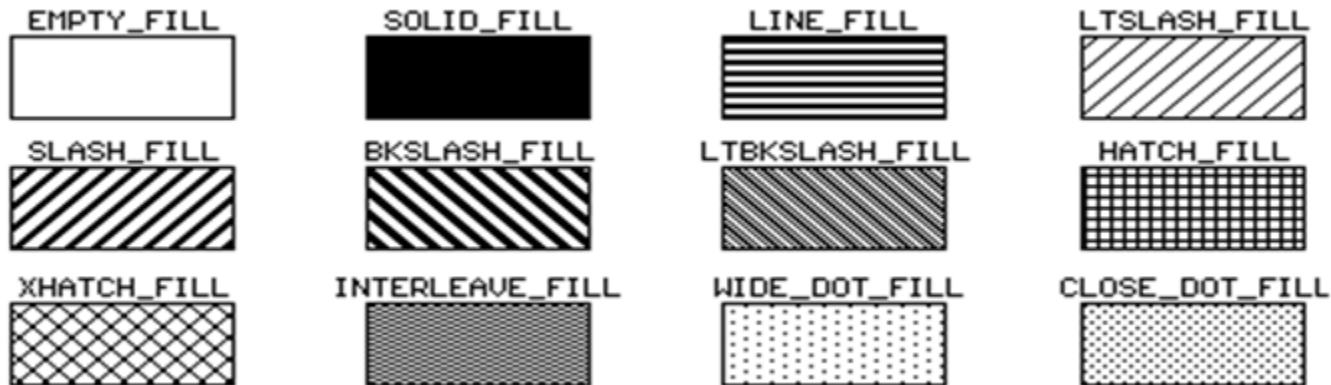 EMPTY_FILL SOLID_FILL LINE_FILL LTSLASH_FILL
SLASH_FILL BKSLASH_FILL LTBKSLASH_FILL HATCH_FILL
XHATCH_FILL INTERLEAVE_FILL WIDE_DOT_FILL CLOSE_DOT_FILL